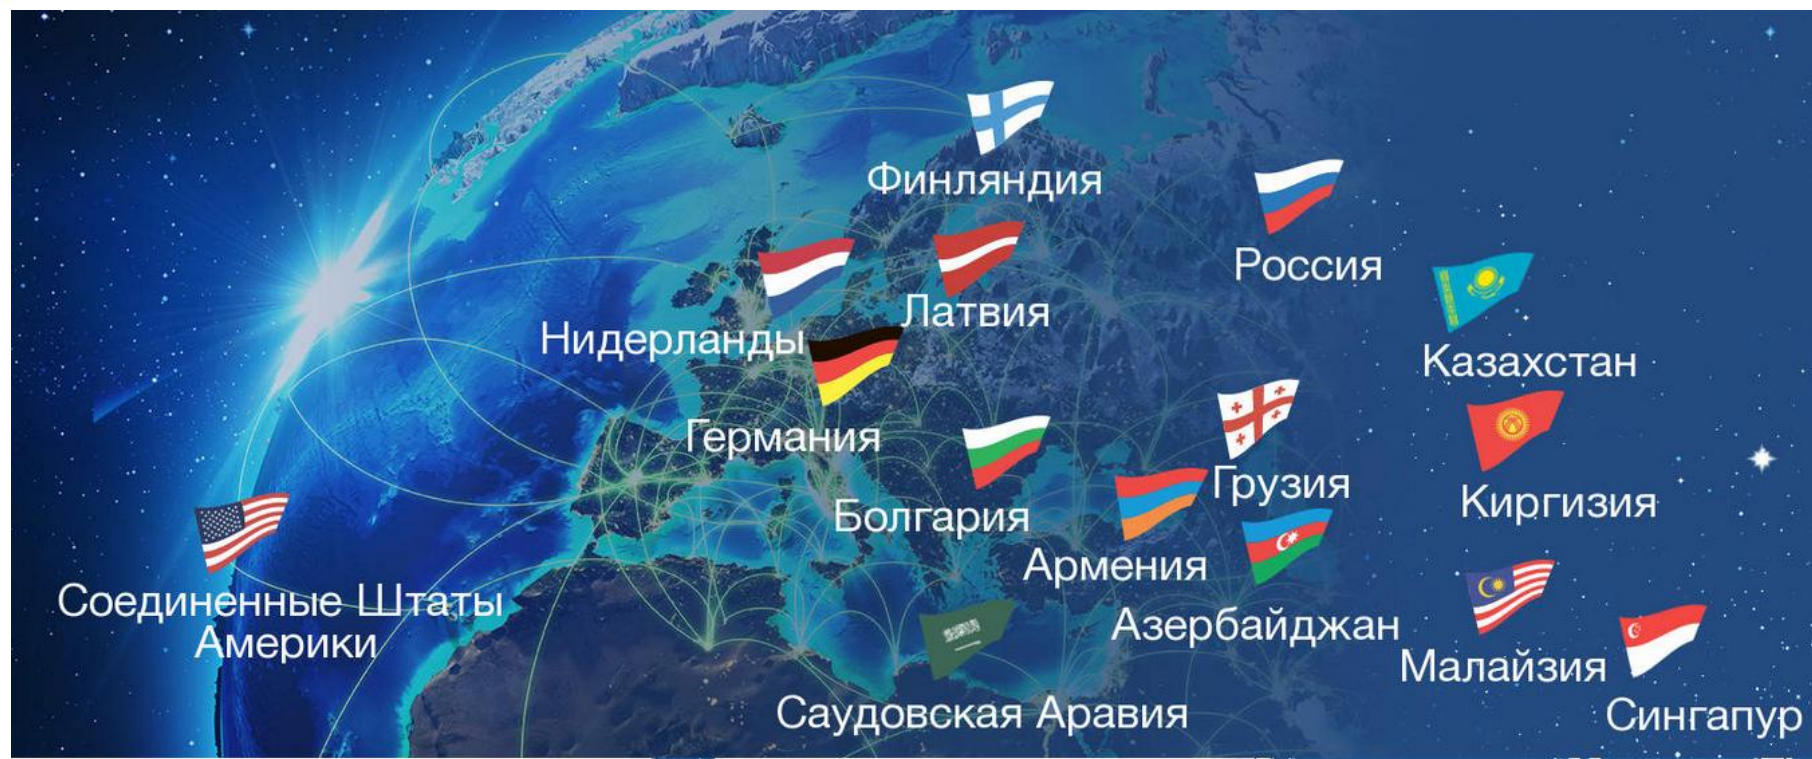 Финляндия
Россия
Латвия
Нидерланды
Казахстан
Германия
Грузия
Киргизия
Болгария
Армения
Соединенные Штаты
Америки
Азербайджан
Малайзия
Саудовская Аравия
Сингапур